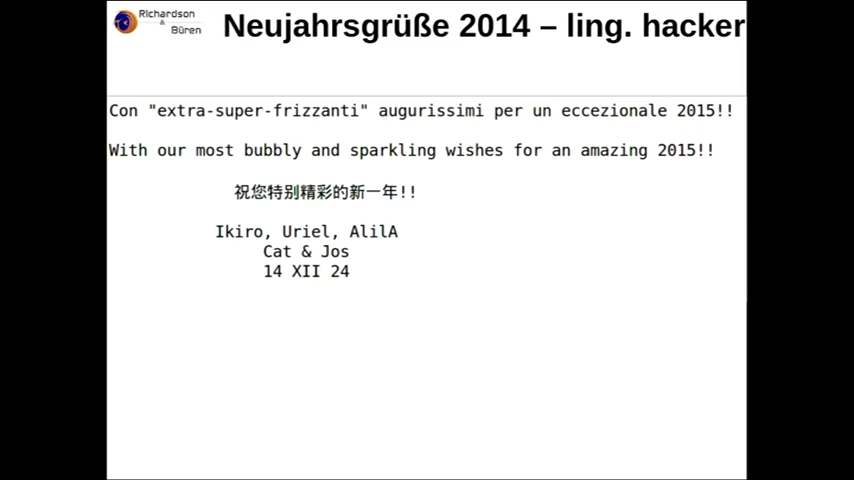 Richardson
&
Büren
Neujahrsgrüße 2014 – ling. hacker
Con "extra-super-frizzanti" augurissimi per un eccezionale 2015!!
With our most bubbly and sparkling wishes for an amazing 2015!!
祝您特别精彩的新一年!!
Ikiro, Uriel, AlilA
Cat & Jos
14 XII 24